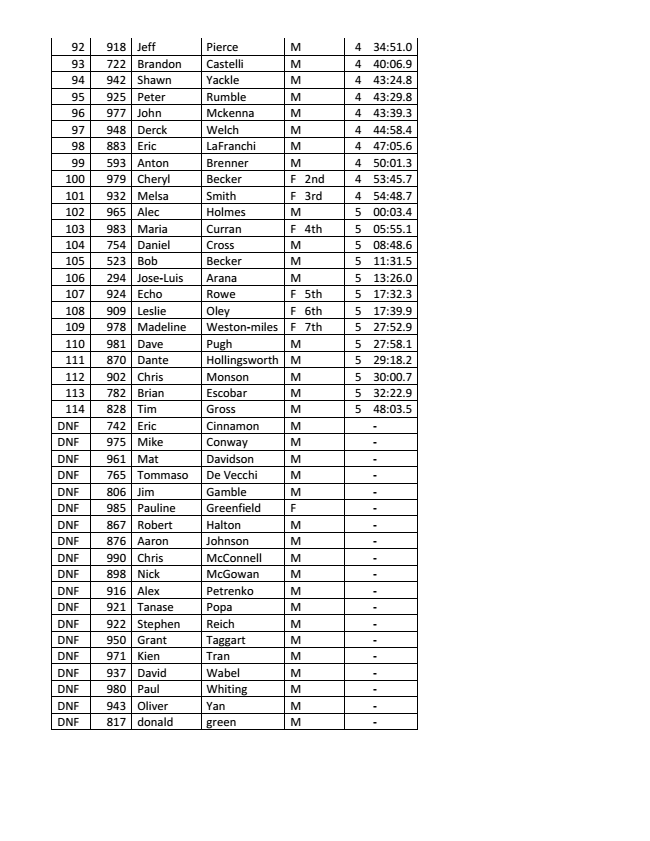 92 918 Jeff Pierce M 4 34:51.0
93 722 Brandon Castelli M 4 40:06.9
94 942 Shawn Yackle M 4 43:24.8
95 925 Peter Rumble M 4 43:29.8
96 977 John Mckenna M 4 43:39.3
97 948 Derck Welch M 4 44:58.4
98 883 Eric LaFranchi M 4 47:05.6
99 593 Anton Brenner M 4 50:01.3
100 979 Cheryl Becker F 2nd 4 53:45.7
101 932 Melsa Smith F 3rd 4 54:48.7
102 965 Alec Holmes M 5 00:03.4
103 983 Maria Curran F 4th 5 05:55.1
104 754 Daniel Cross M 5 08:48.6
105 523 Bob Becker M 5 11:31.5
106 294 Jose-Luis Arana M 5 13:26.0
107 924 Echo Rowe F 5th 5 17:32.3
108 909 Leslie Oley F 6th 5 17:39.9
109 978 Madeline Weston-miles F 7th 5 27:52.9
110 981 Dave Pugh M 5 27:58.1
111 870 Dante Hollingsworth M 5 29:18.2
112 902 Chris Monson M 5 30:00.7
113 782 Brian Escobar M 5 32:22.9
114 828 Tim Gross M 5 48:03.5
DNF 742 Eric Cinnamon M -
DNF 975 Mike Conway M -
DNF 961 Mat Davidson M -
DNF 765 Tommaso De Vecchi M -
DNF 806 Jim Gamble M -
DNF 985 Pauline Greenfield F -
DNF 867 Robert Halton M -
DNF 876 Aaron Johnson M -
DNF 990 Chris McConnell M -
DNF 898 Nick McGowan M -
DNF 916 Alex Petrenko M -
DNF 921 Tanase Popa M -
DNF 922 Stephen Reich M -
DNF 950 Grant Taggart M -
DNF 971 Kien Tran M -
DNF 937 David Wabel M -
DNF 980 Paul Whiting M -
DNF 943 Oliver Yan M -
DNF 817 donald green M -